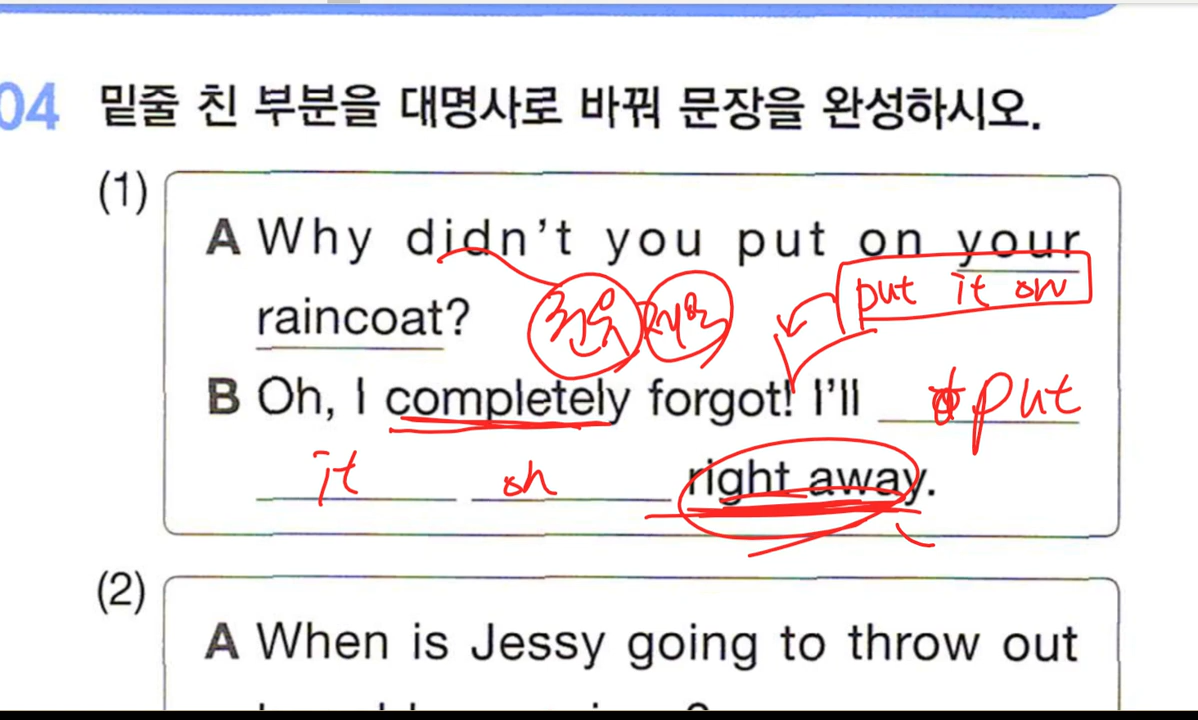 04 밑줄 친 부분을 대명사로 바꿔 문장을 완성하시오.
(1)
A Why didn't you put on your
put it on
raincoat?
B Oh, I completely forgot! I'll put
it on right away.
(2)
A When is Jessy going to throw out